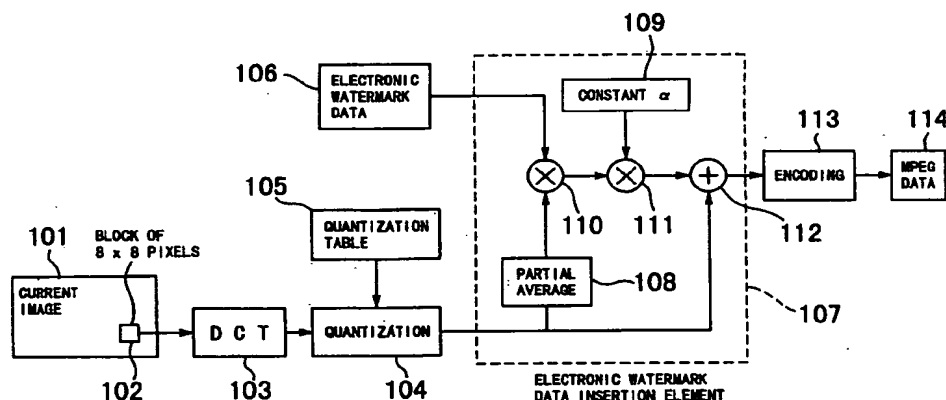 109
106
ELECTRONIC
WATERMARK
DATA
CONSTANT α
113
114
ENCODING
MPEG
DATA
110
111
112
105
QUANTIZATION
TABLE
101
BLOCK OF
8 x 8 PIXELS
CURRENT
IMAGE
PARTIAL
AVERAGE
108
107
D C T
QUANTIZATION
102
103
104
ELECTRONIC WATERMARK
DATA INSERTION ELEMENT